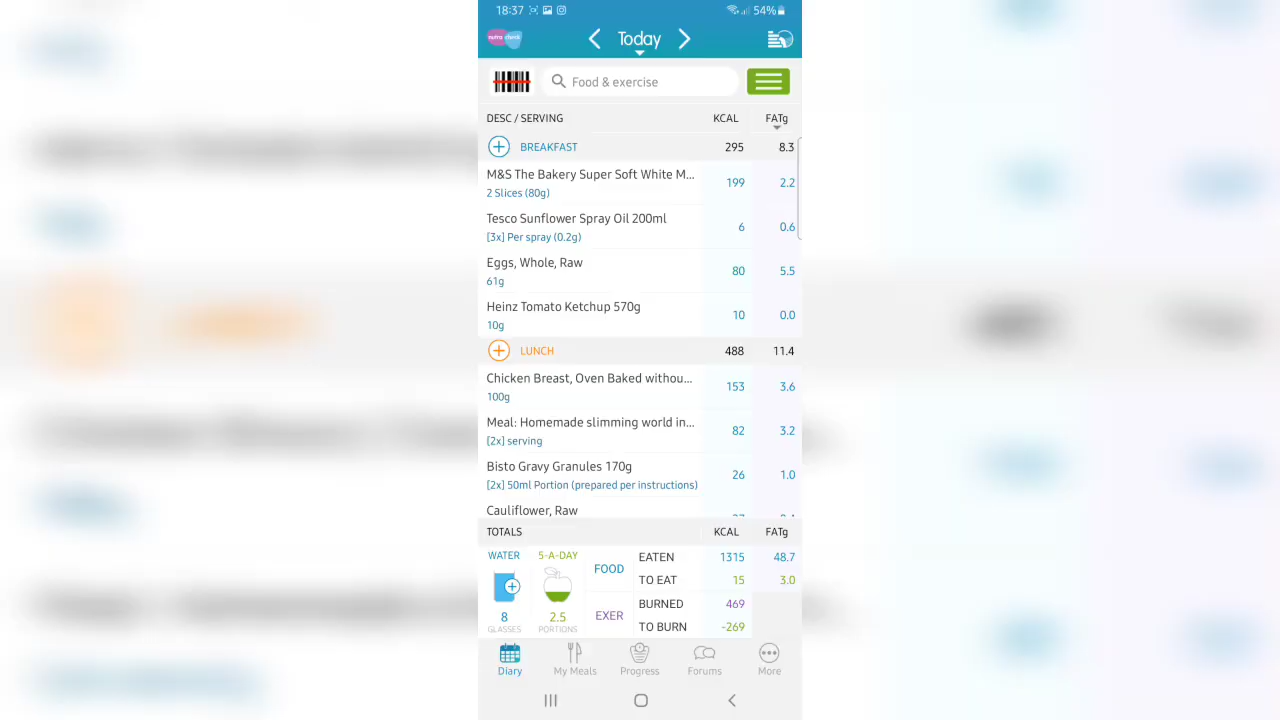 18:37 54%
nutra check Today
Food & exercise
DESC / SERVING KCAL FATg
BREAKFAST 295 8.3
M&S The Bakery Super Soft White M... 199 2.2
2 Slices (80g)
Tesco Sunflower Spray Oil 200ml 6 0.6
[3x] Per spray (0.2g)
Eggs, Whole, Raw 80 5.5
61g
Heinz Tomato Ketchup 570g 10 0.0
10g
LUNCH 488 11.4
Chicken Breast, Oven Baked withou... 153 3.6
100g
Meal: Homemade slimming world in... 82 3.2
[2x] serving
Bisto Gravy Granules 170g 26 1.0
[2x] 50ml Portion (prepared per instructions)
Cauliflower, Raw
TOTALS KCAL FATg
WATER 5-A-DAY FOOD EATEN 1315 48.7
TO EAT 15 3.0
8 2.5 EXER BURNED 469
GLASSES PORTIONS TO BURN -269
Diary My Meals Progress Forums More